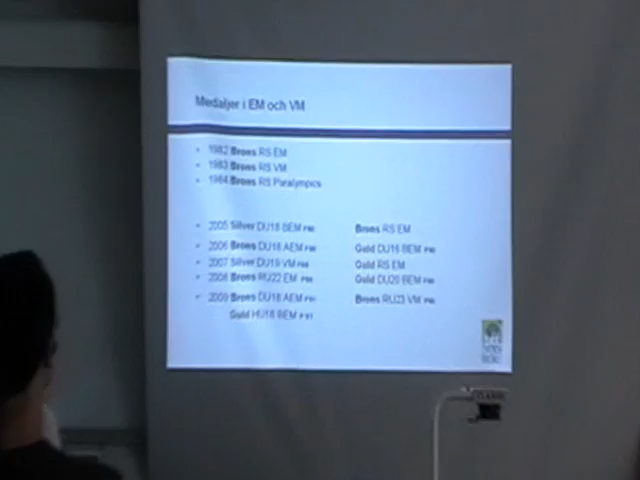 Medaljer i EM och VM
• 1982 Brons RS EM
• 1983 Brons RS VM
• 1984 Brons RS Paralympics
• 2005 Silver DU18 BEM Brons RS EM
• 2006 Brons DU18 AEM Guld DU16 BEM
• 2007 Silver DU19 VM Guld RS EM
• 2008 Brons RU22 EM Guld DU20 BEM
• 2009 Brons DU18 AEM Brons RU23 VM
Guld HU18 BEM